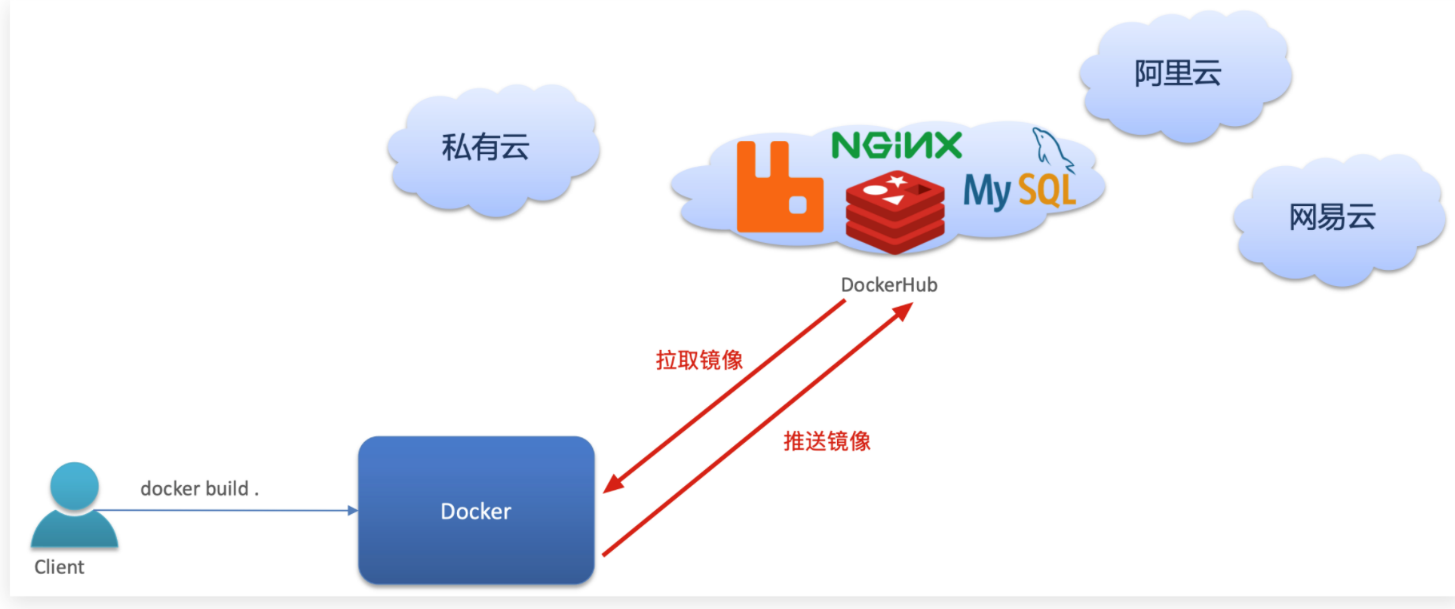 阿里云
私有云
NGINX
MySQL
网易云
DockerHub
拉取镜像
推送镜像
docker build .
Docker
Client